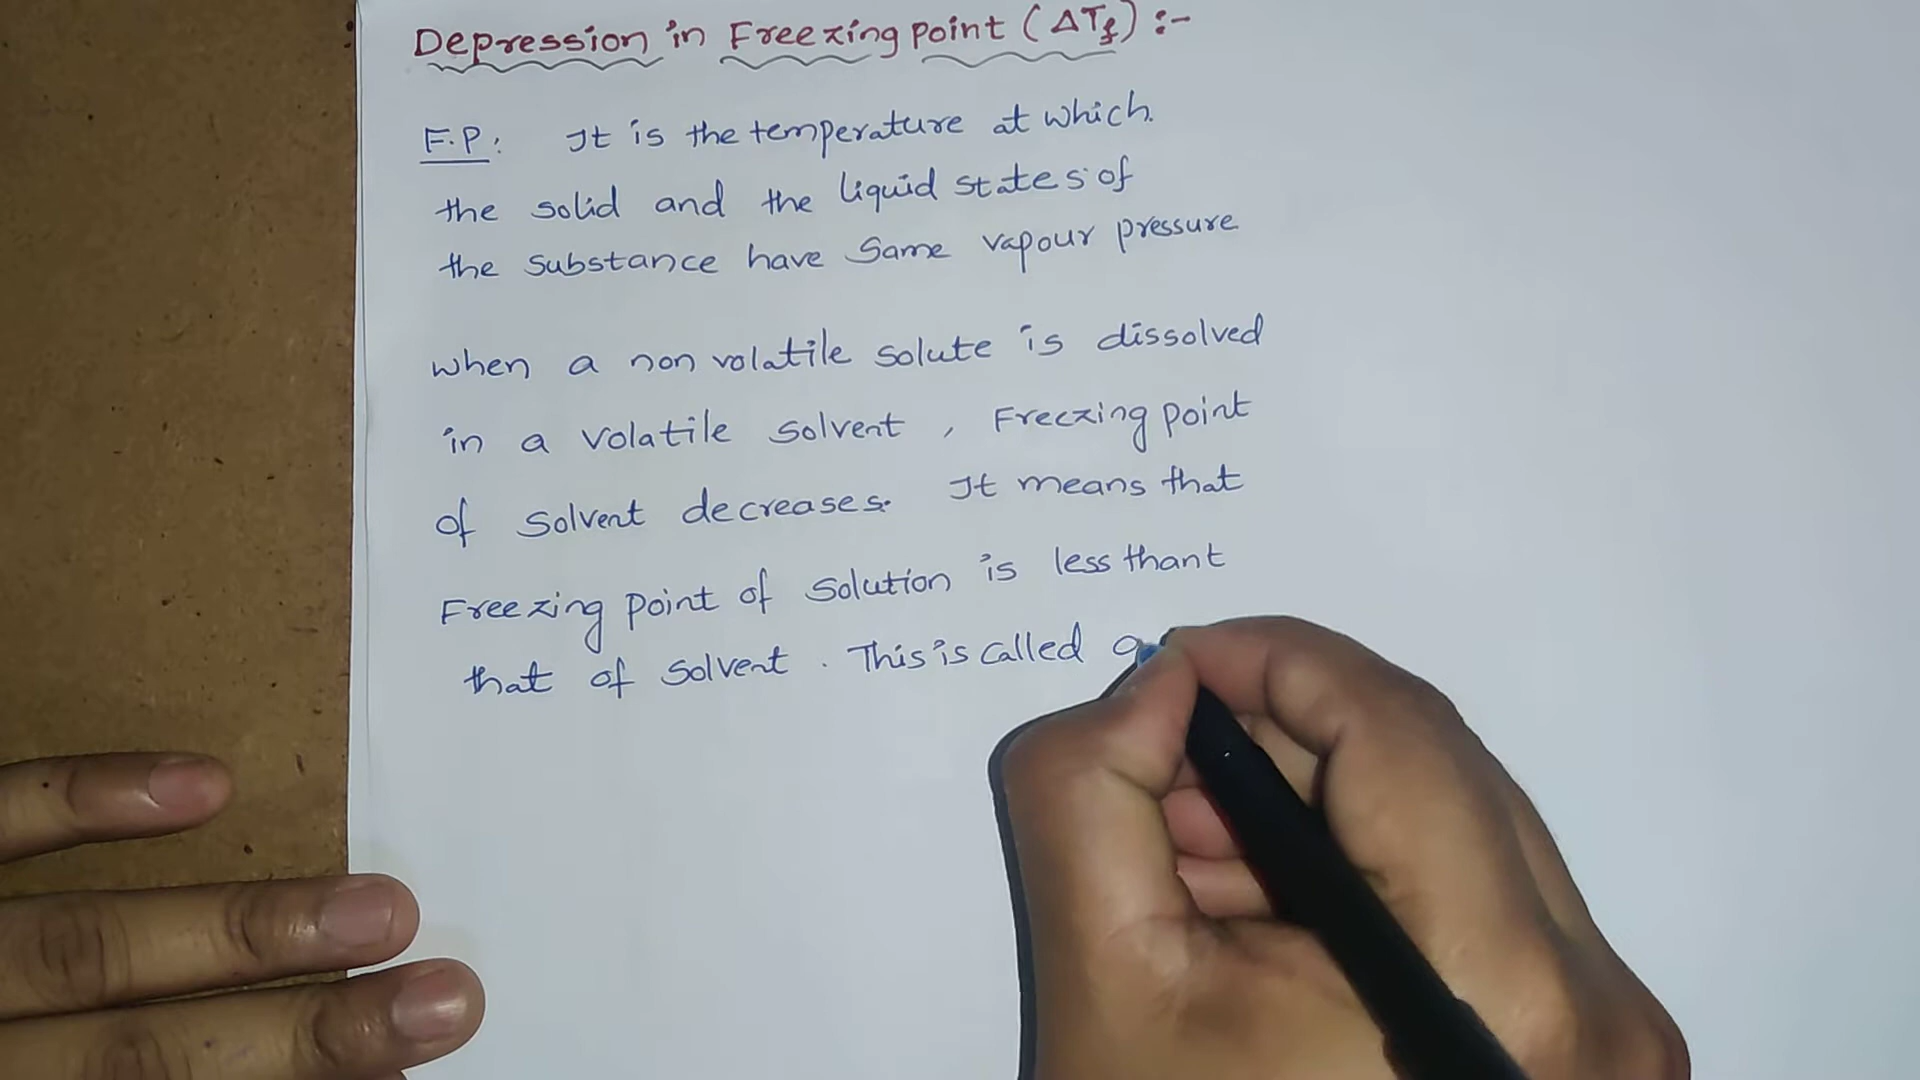 Depression in Freezing point (ΔTf) :-
F.P: It is the temperature at which
the solid and the liquid states of
the substance have same vapour pressure
when a non volatile solute is dissolved
in a volatile solvent , Freezing point
of solvent decreases. It means that
Freezing point of solution is less thant
that of solvent . This is called